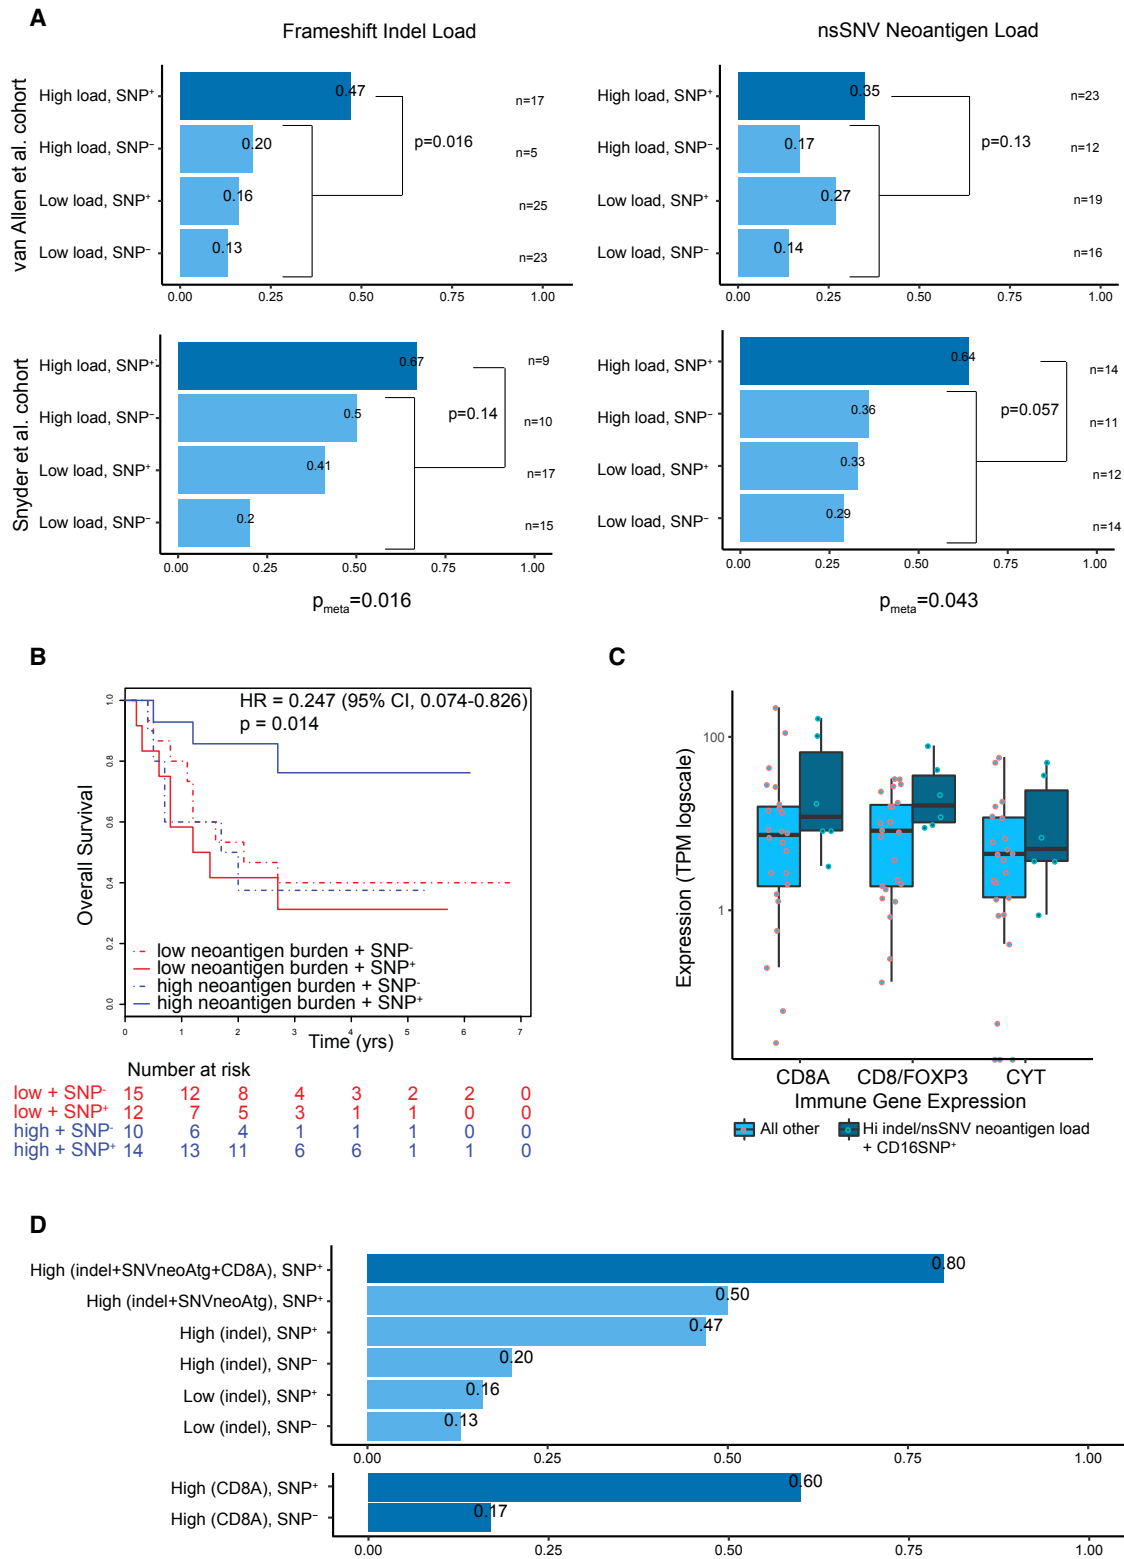 A
Frameshift Indel Load
nsSNV Neoantigen Load
van Allen et al. cohort
High load, SNP⁺
0.47
n=17
High load, SNP⁻
0.20
n=5
p=0.016
Low load, SNP⁺
0.16
n=25
Low load, SNP⁻
0.13
n=23
0.00 0.25 0.50 0.75 1.00
High load, SNP⁺
0.35
n=23
High load, SNP⁻
0.17
n=12
p=0.13
Low load, SNP⁺
0.27
n=19
Low load, SNP⁻
0.14
n=16
0.00 0.25 0.50 0.75 1.00
Snyder et al. cohort
High load, SNP⁺
0.67
n=9
High load, SNP⁻
0.5
n=10
p=0.14
Low load, SNP⁺
0.41
n=17
Low load, SNP⁻
0.2
n=15
0.00 0.25 0.50 0.75 1.00
pmeta=0.016
High load, SNP⁺
0.64
n=14
High load, SNP⁻
0.36
n=11
p=0.057
Low load, SNP⁺
0.33
n=12
Low load, SNP⁻
0.29
n=14
0.00 0.25 0.50 0.75 1.00
pmeta=0.043
B
HR = 0.247 (95% CI, 0.074-0.826)
p = 0.014
Overall Survival
1.0
0.8
0.6
0.4
0.2
0.0
low neoantigen burden + SNP⁻
low neoantigen burden + SNP⁺
high neoantigen burden + SNP⁻
high neoantigen burden + SNP⁺
0 1 2 3 4 5 6 7
Time (yrs)
Number at risk
low + SNP⁻ 15 12 8 4 3 2 2 0
low + SNP⁺ 12 7 5 3 1 1 0 0
high + SNP⁻ 10 6 4 1 1 1 0 0
high + SNP⁺ 14 13 11 6 6 1 1 0
C
Expression (TPM logscale)
100
1
CD8A CD8/FOXP3 CYT
Immune Gene Expression
All other
Hi indel/nsSNV neoantigen load
+ CD16SNP⁺
D
High (indel+SNVneoAtg+CD8A), SNP⁺
0.80
High (indel+SNVneoAtg), SNP⁺
0.50
High (indel), SNP⁺
0.47
High (indel), SNP⁻
0.20
Low (indel), SNP⁺
0.16
Low (indel), SNP⁻
0.13
0.00 0.25 0.50 0.75 1.00
High (CD8A), SNP⁺
0.60
High (CD8A), SNP⁻
0.17
0.00 0.25 0.50 0.75 1.00